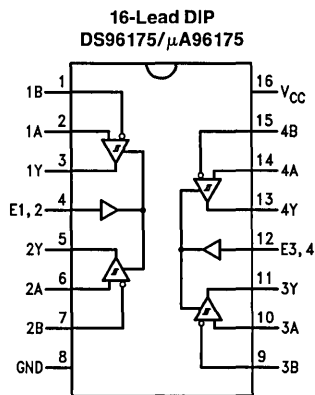 16-Lead DIP
DS96175/μA96175
1B 1
1A 2
1Y 3
E1,2 4
2Y 5
2A 6
2B 7
GND 8
16 VCC
15 4B
14 4A
13 4Y
12 E3,4
11 3Y
10 3A
9 3B